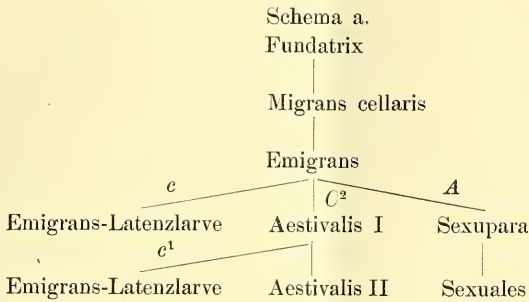 Schema a.
Fundatrix
Migrans cellaris
Emigrans
c C² A
Emigrans-Latenzlarve Aestivalis I Sexupara
c¹
Emigrans-Latenzlarve Aestivalis II Sexuales